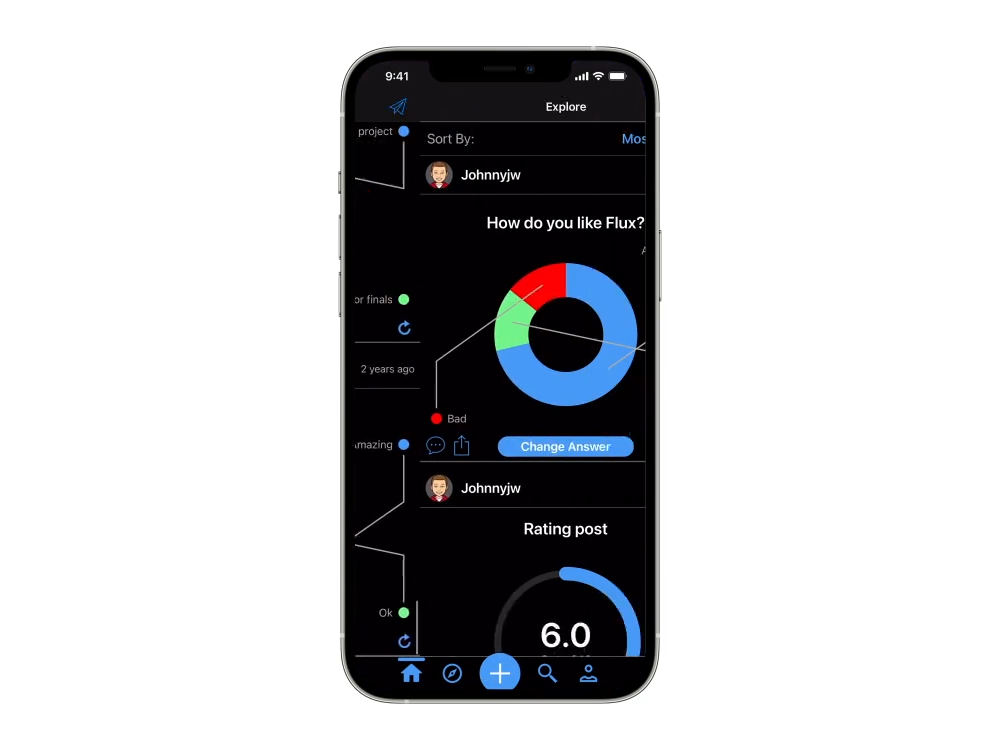 9:41
Explore
project
Sort By:
Johnnyjw
How do you like Flux?
or finals
2 years ago
Bad
Amazing
Change Answer
Johnnyjw
Rating post
Ok
6.0